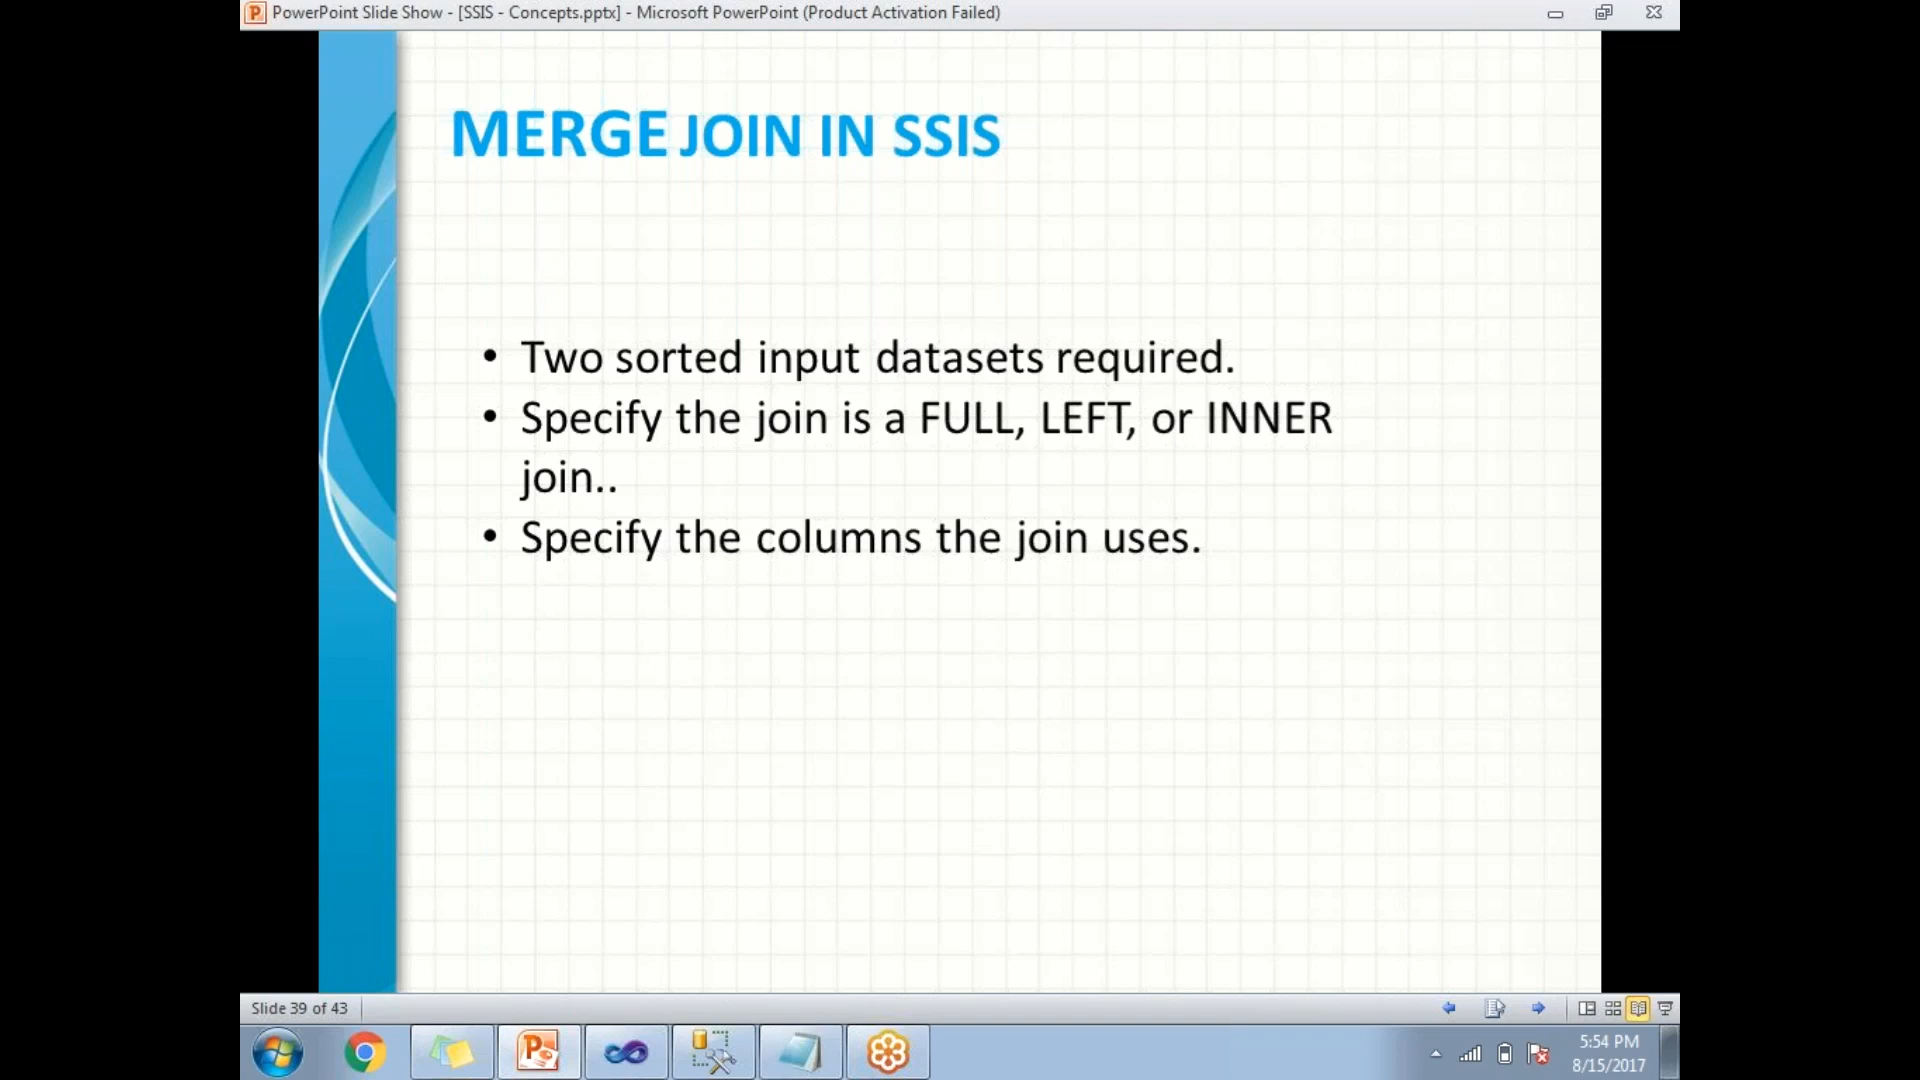 PowerPoint Slide Show - [SSIS - Concepts.pptx] - Microsoft PowerPoint (Product Activation Failed)
MERGE JOIN IN SSIS
• Two sorted input datasets required.
• Specify the join is a FULL, LEFT, or INNER
join..
• Specify the columns the join uses.
Slide 39 of 43
5:54 PM
8/15/2017